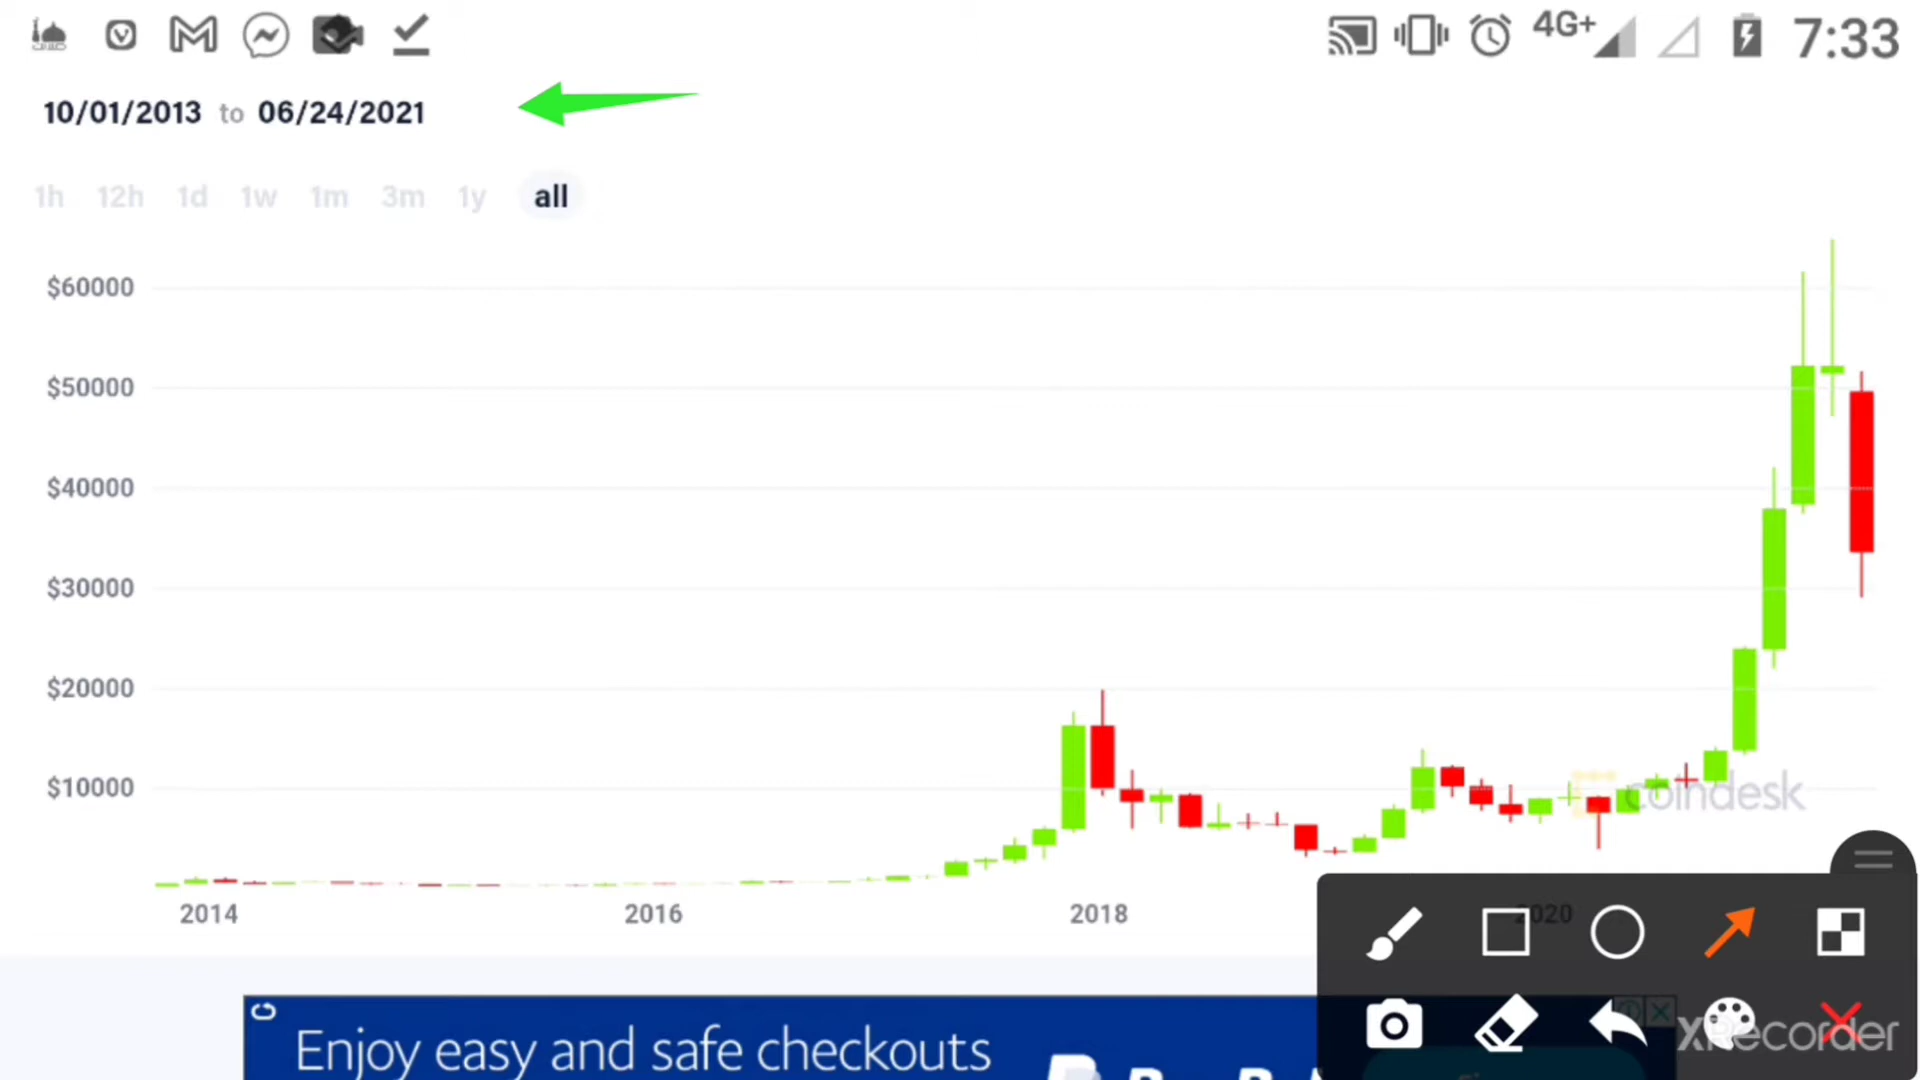 4G+ 7:33
10/01/2013 to 06/24/2021
1h 12h 1d 1w 1m 3m 1y all
$60000
$50000
$40000
$30000
$20000
$10000
coindesk
2014 2016 2018 2020
Enjoy easy and safe checkouts
XRecorder